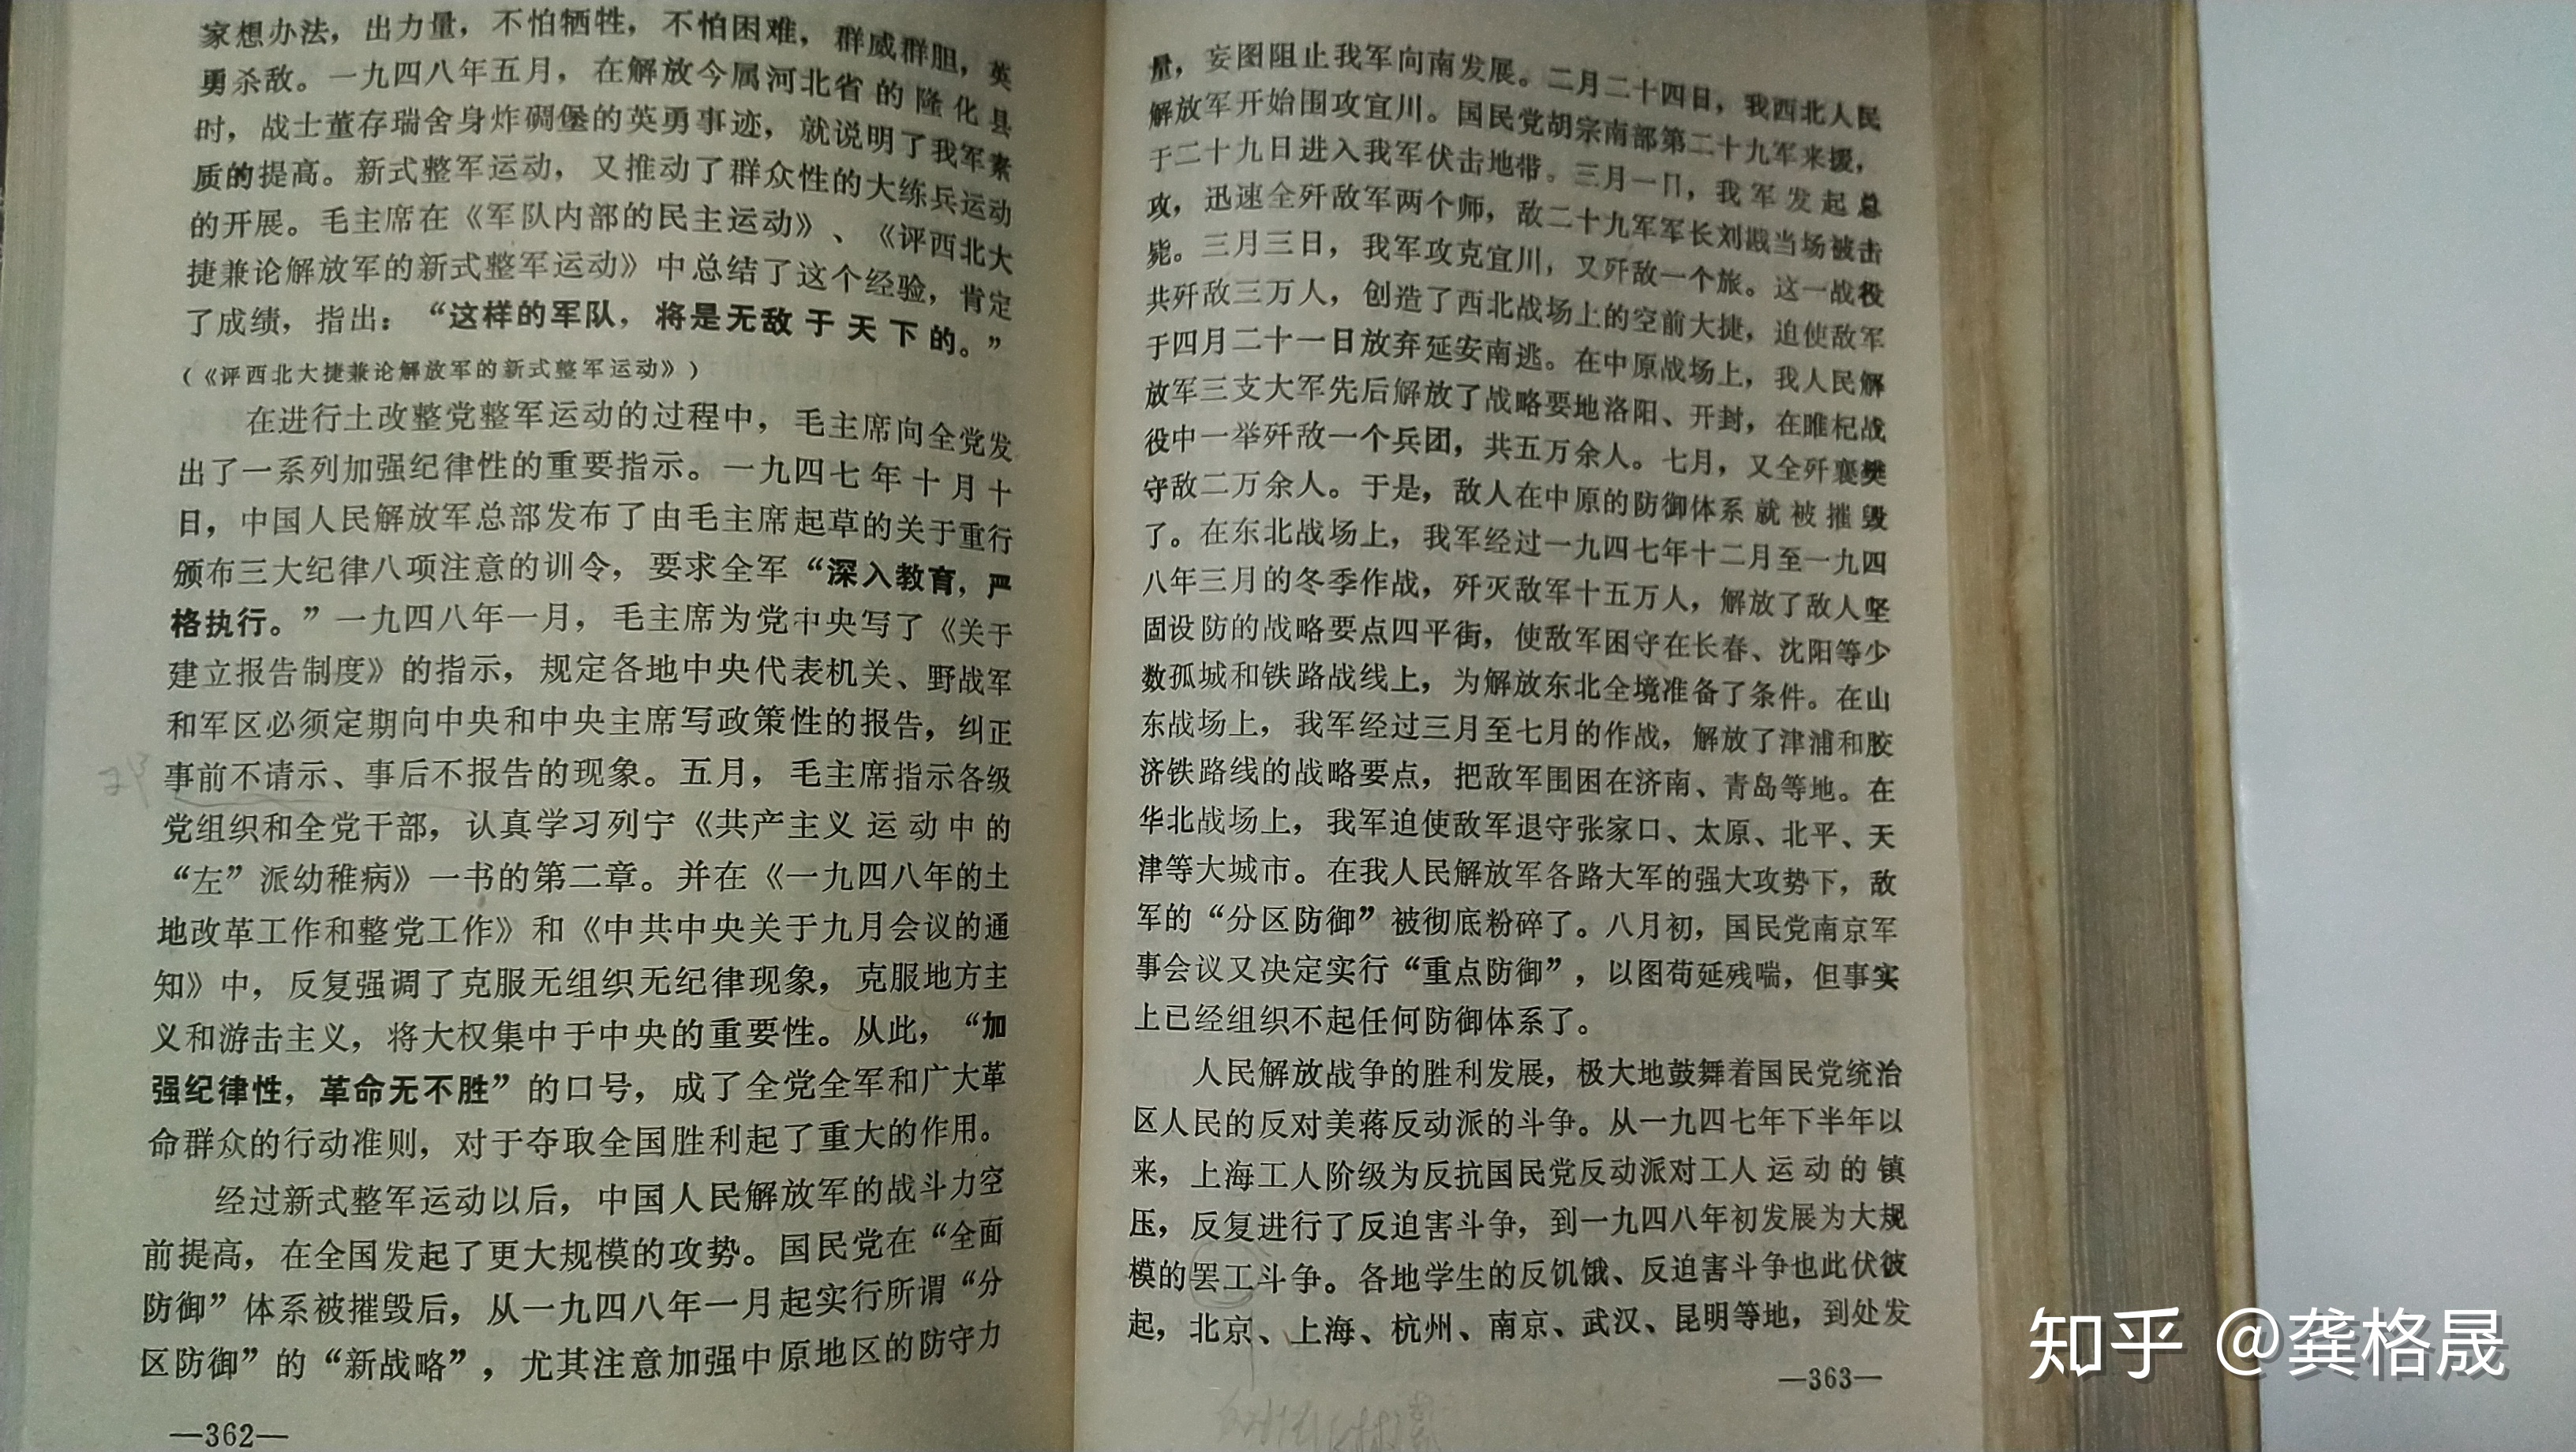 家想办法，出力量，不怕牺牲，不怕困难，群威群胆，英
勇杀敌。一九四八年五月，在解放今属河北省的隆化县
时，战士董存瑞舍身炸碉堡的英勇事迹，就说明了我军素
质的提高。新式整军运动，又推动了群众性的大练兵运动
的开展。毛主席在《军队内部的民主运动》、《评西北大
捷兼论解放军的新式整军运动》中总结了这个经验，肯定
了成绩，指出：“这样的军队，将是无敌于天下的。”
（《评西北大捷兼论解放军的新式整军运动》）
在进行土改整党整军运动的过程中，毛主席向全党发
出了一系列加强纪律性的重要指示。一九四七年十月十
日，中国人民解放军总部发布了由毛主席起草的关于重行
颁布三大纪律八项注意的训令，要求全军“深入教育，严
格执行。”一九四八年一月，毛主席为党中央写了《关于
建立报告制度》的指示，规定各地中央代表机关、野战军
和军区必须定期向中央和中央主席写政策性的报告，纠正
事前不请示、事后不报告的现象。五月，毛主席指示各级
党组织和全党干部，认真学习列宁《共产主义运动中的
“左”派幼稚病》一书的第二章。并在《一九四八年的土
地改革工作和整党工作》和《中共中央关于九月会议的通
知》中，反复强调了克服无组织无纪律现象，克服地方主
义和游击主义，将大权集中于中央的重要性。从此，“加
强纪律性，革命无不胜”的口号，成了全党全军和广大革
命群众的行动准则，对于夺取全国胜利起了重大的作用。
经过新式整军运动以后，中国人民解放军的战斗力空
前提高，在全国发起了更大规模的攻势。国民党在“全面
防御”体系被摧毁后，从一九四八年一月起实行所谓“分
区防御”的“新战略”，尤其注意加强中原地区的防守力
—362—
量，妄图阻止我军向南发展。二月二十四日，我西北人民
解放军开始围攻宜川。国民党胡宗南部第二十九军来援，
于二十九日进入我军伏击地带。三月一日，我军发起总
攻，迅速全歼敌军两个师，敌二十九军军长刘戡当场被击
毙。三月三日，我军攻克宜川，又歼敌一个旅。这一战役
共歼敌三万人，创造了西北战场上的空前大捷，迫使敌军
于四月二十一日放弃延安南逃。在中原战场上，我人民解
放军三支大军先后解放了战略要地洛阳、开封，在睢杞战
役中一举歼敌一个兵团，共五万余人。七月，又全歼襄樊
守敌二万余人。于是，敌人在中原的防御体系就被摧毁
了。在东北战场上，我军经过一九四七年十二月至一九四
八年三月的冬季作战，歼灭敌军十五万人，解放了敌人坚
固设防的战略要点四平街，使敌军困守在长春、沈阳等少
数孤城和铁路战线上，为解放东北全境准备了条件。在山
东战场上，我军经过三月至七月的作战，解放了津浦和胶
济铁路线的战略要点，把敌军围困在济南、青岛等地。在
华北战场上，我军迫使敌军退守张家口、太原、北平、天
津等大城市。在我人民解放军各路大军的强大攻势下，敌
军的“分区防御”被彻底粉碎了。八月初，国民党南京军
事会议又决定实行“重点防御”，以图苟延残喘，但事实
上已经组织不起任何防御体系了。
人民解放战争的胜利发展，极大地鼓舞着国民党统治
区人民的反对美蒋反动派的斗争。从一九四七年下半年以
来，上海工人阶级为反抗国民党反动派对工人运动的镇
压，反复进行了反迫害斗争，到一九四八年初发展为大规
模的罢工斗争。各地学生的反饥饿、反迫害斗争也此伏彼
起，北京、上海、杭州、南京、武汉、昆明等地，到处发
—363—
知乎 @龚格晟